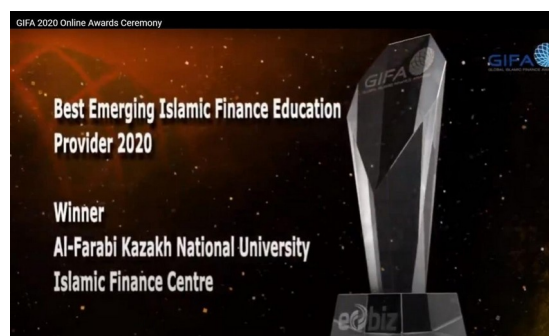 GIFA 2020 Online Awards Ceremony
GIFA
GIFA
Best Emerging Islamic Finance Education
Provider 2020
Winner
Al-Farabi Kazakh National University
Islamic Finance Centre
edbiz